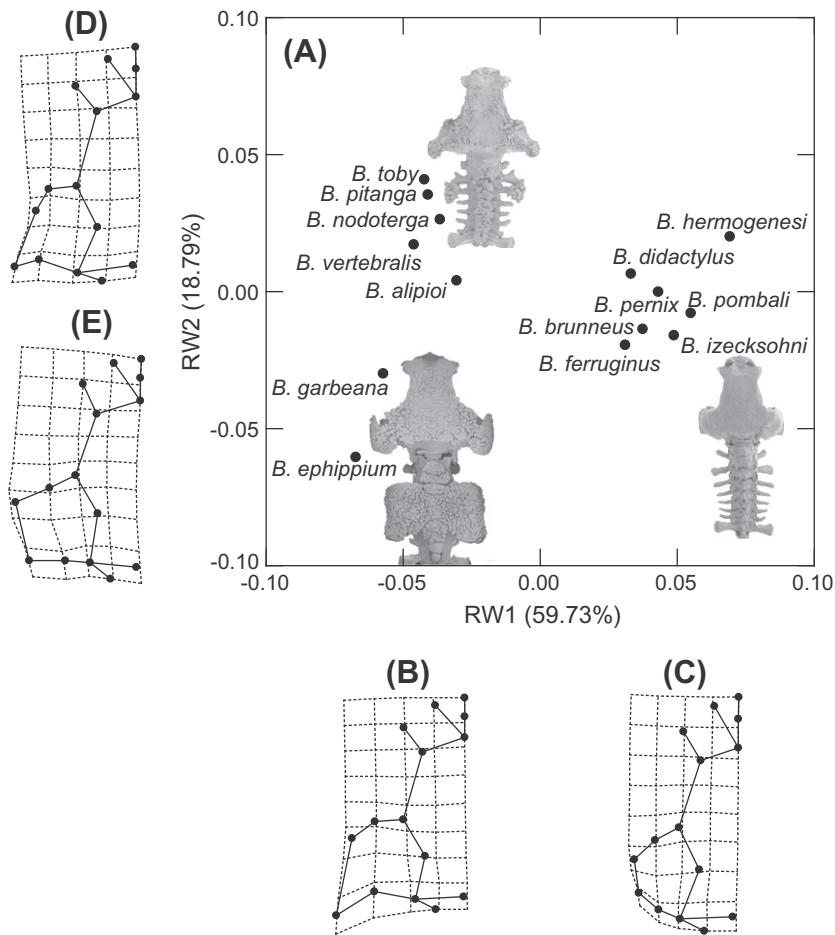 (D)
(A)
0.10
0.05
0.00
-0.05
-0.10
RW2 (18.79%)
B. toby
B. pitanga
B. nodoterga
B. vertebralis
B. alipioi
B. hermogenesi
B. didactylus
B. pernix
B. pombali
B. brunneus
B. izecksohni
B. ferruginus
B. garbeana
B. ephippium
(E)
-0.10
-0.05
0.00
0.05
0.10
RW1 (59.73%)
(B)
(C)